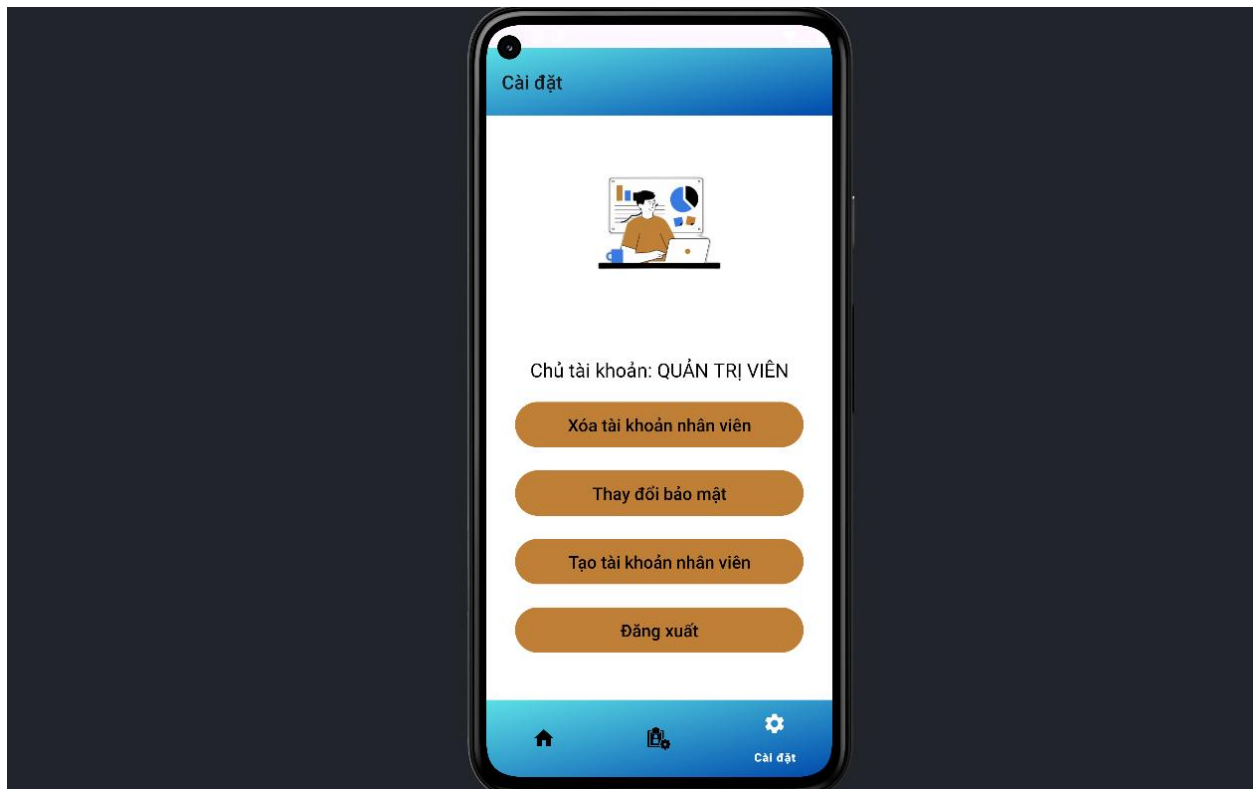 Cài đặt
Chủ tài khoản: QUẢN TRỊ VIÊN
Xóa tài khoản nhân viên
Thay đổi bảo mật
Tạo tài khoản nhân viên
Đăng xuất
Cài đặt